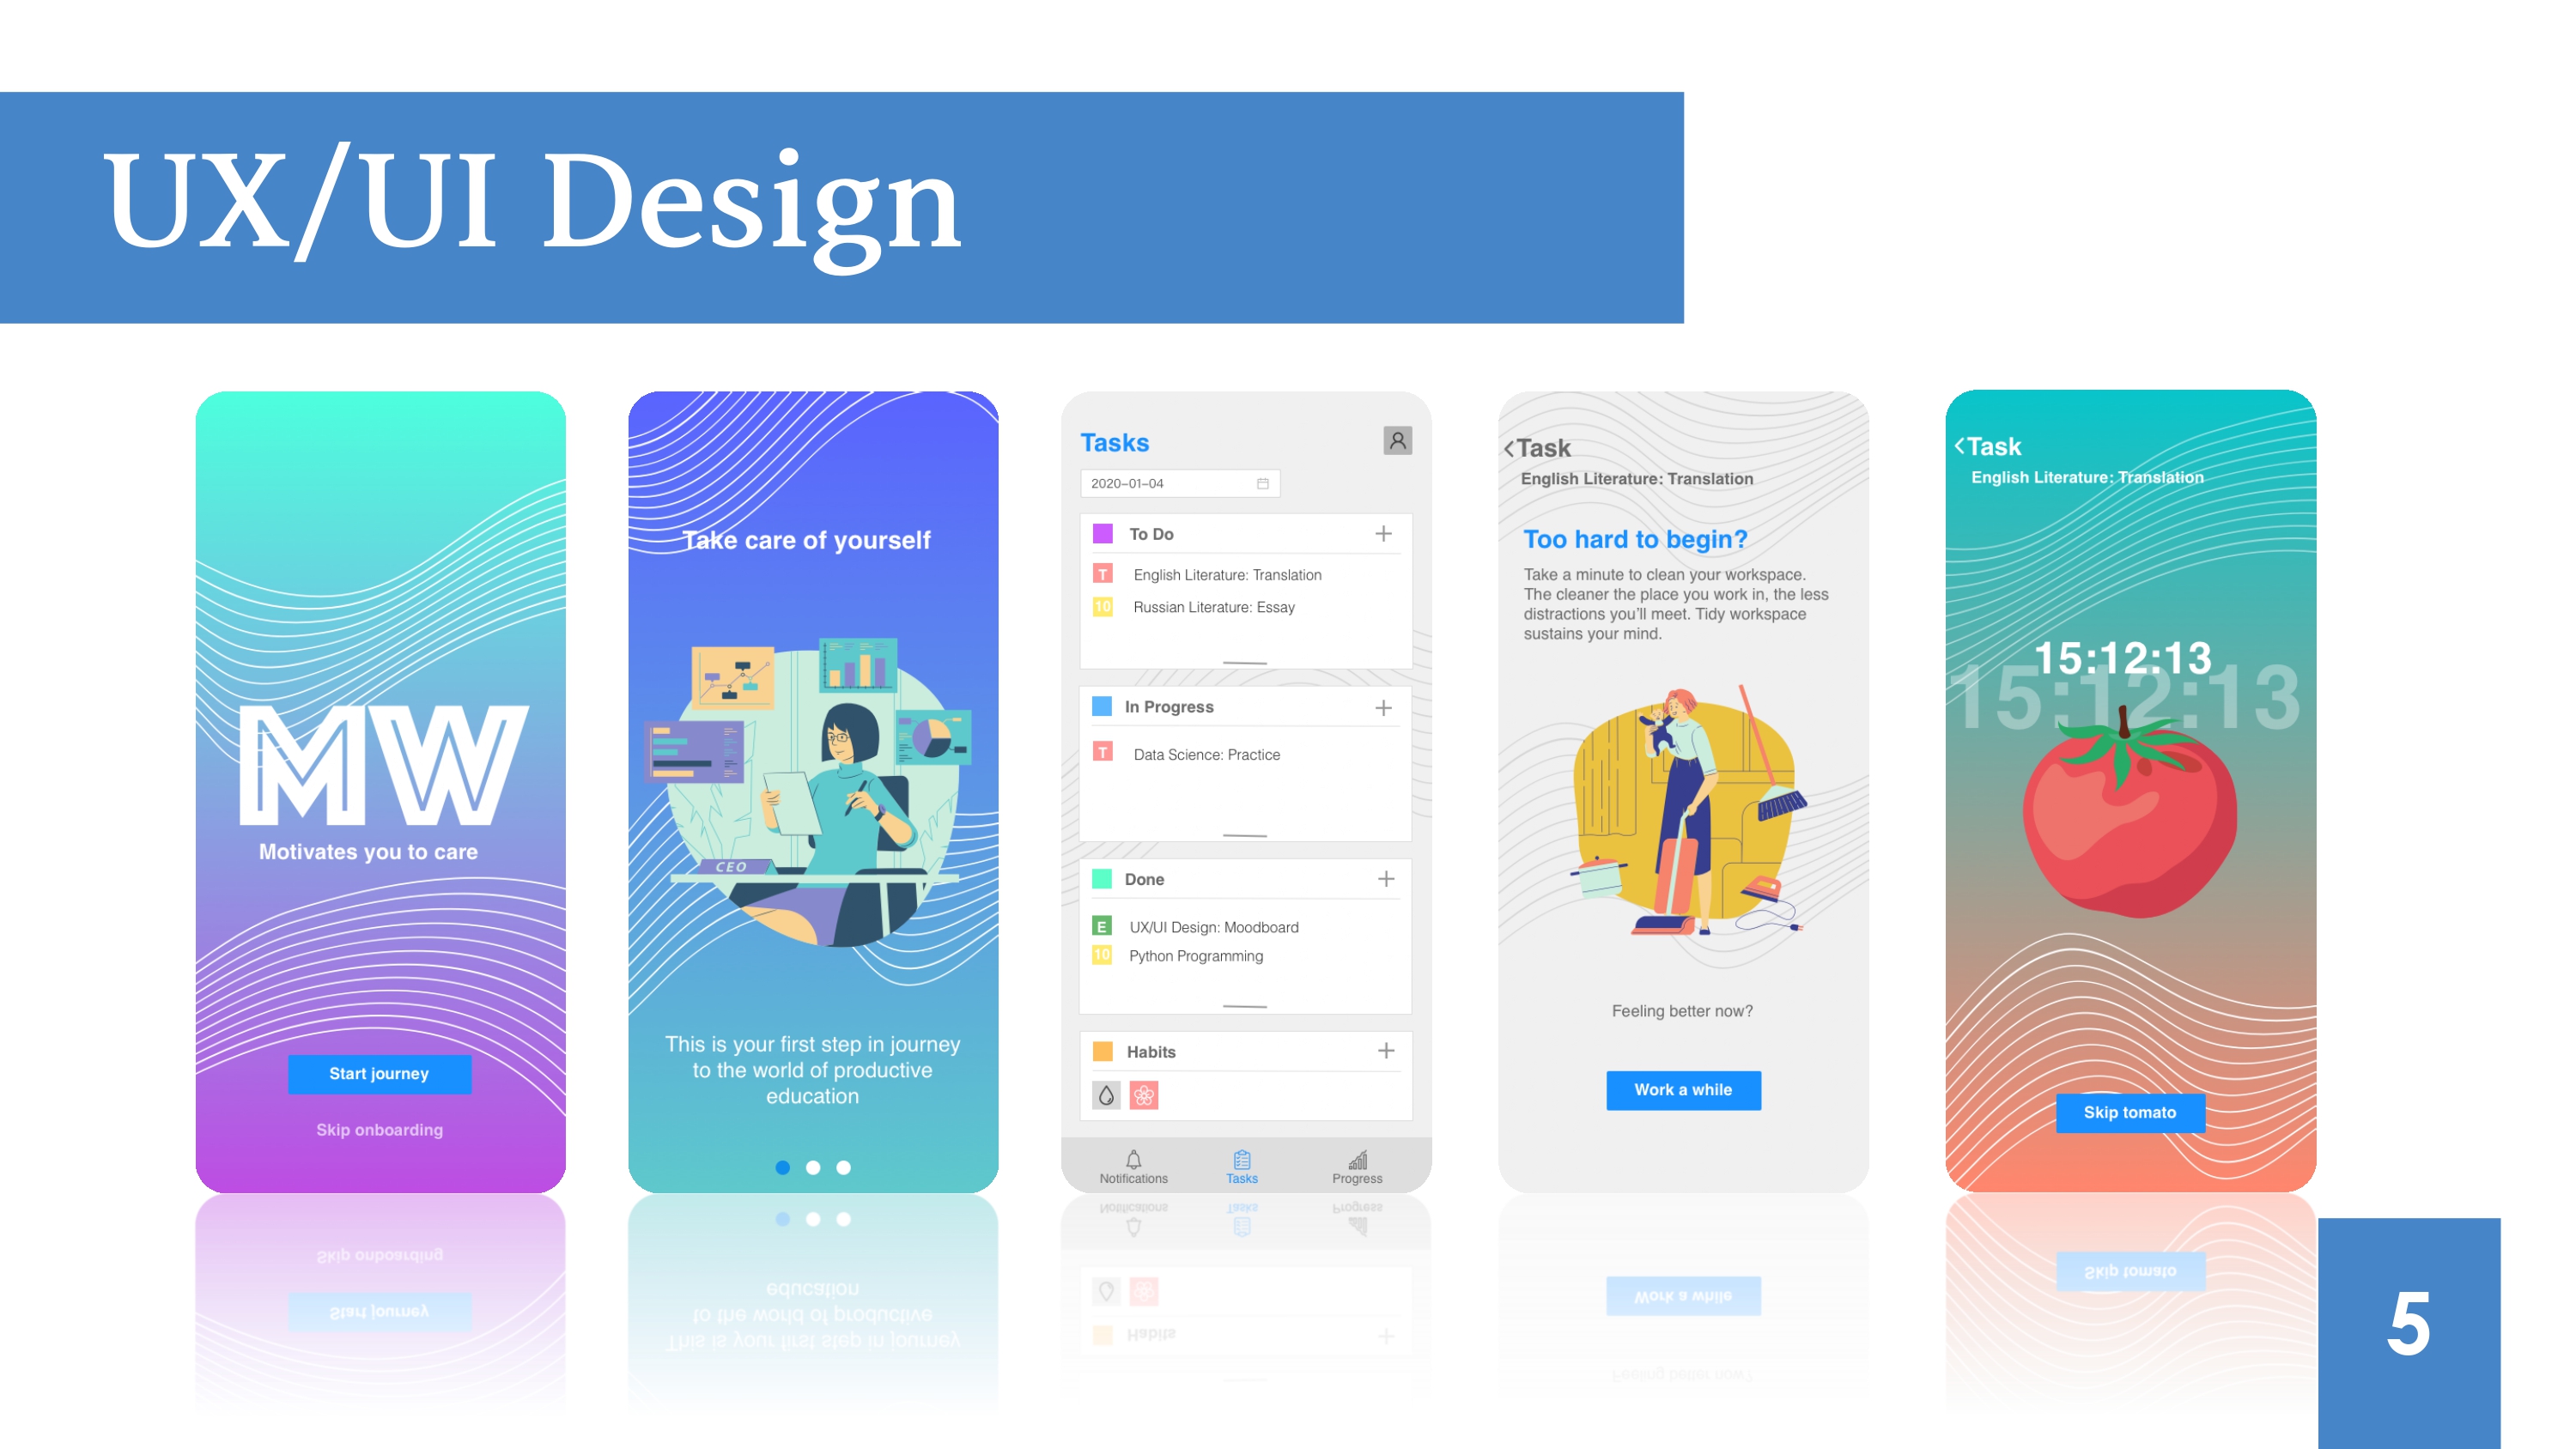 UX/UI Design
MW
Motivates you to care
Start journey
Skip onboarding
Take care of yourself
CEO
This is your first step in journey
to the world of productive
education
Tasks
2020-01-04
To Do
T English Literature: Translation
10 Russian Literature: Essay
In Progress
T Data Science: Practice
Done
E UX/UI Design: Moodboard
10 Python Programming
Habits
Notifications Tasks Progress
Task
English Literature: Translation
Too hard to begin?
Take a minute to clean your workspace.
The cleaner the place you work in, the less
distractions you'll meet. Tidy workspace
sustains your mind.
Feeling better now?
Work a while
Task
English Literature: Translation
15:12:13
15:12:13
Skip tomato
5